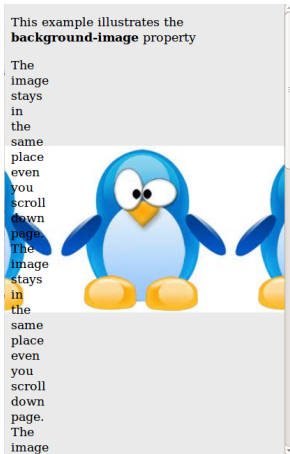 This example illustrates the
background-image property
The
image
stays
in
the
same
place
even
you
scroll
down
page.
The
image
stays
in
the
same
place
even
you
scroll
down
page.
The
image